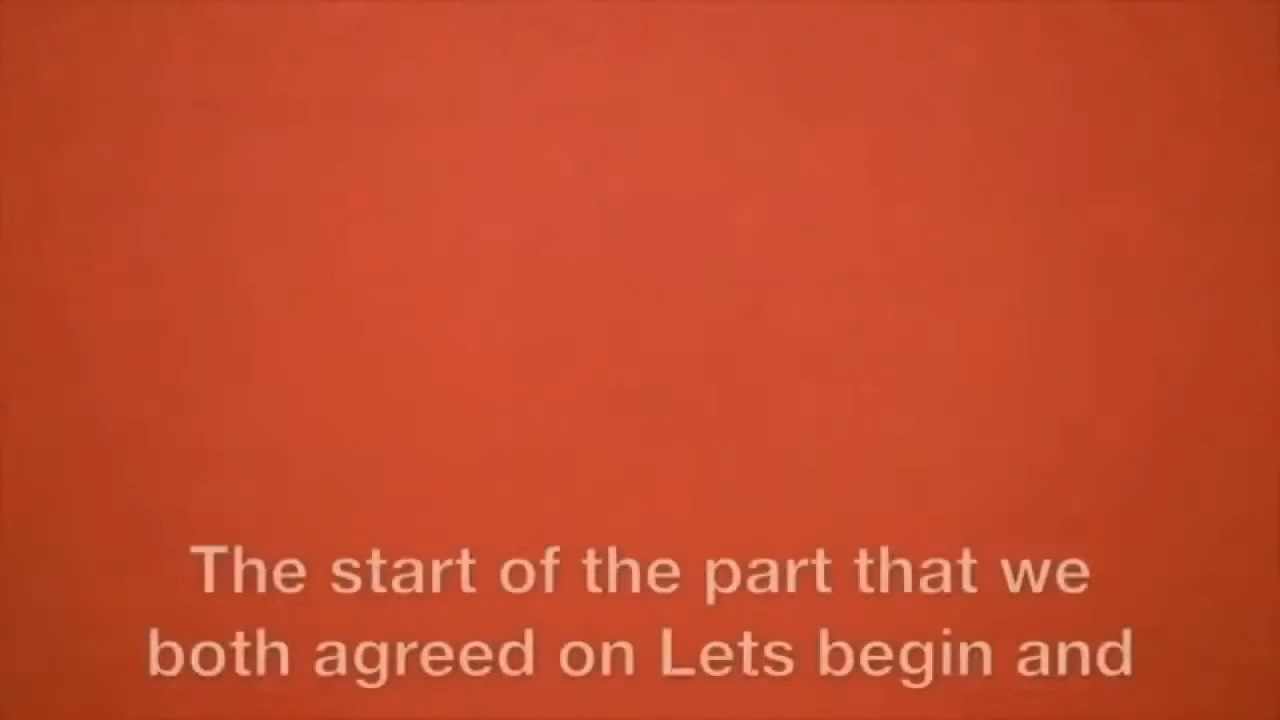 The start of the part that we
both agreed on Lets begin and